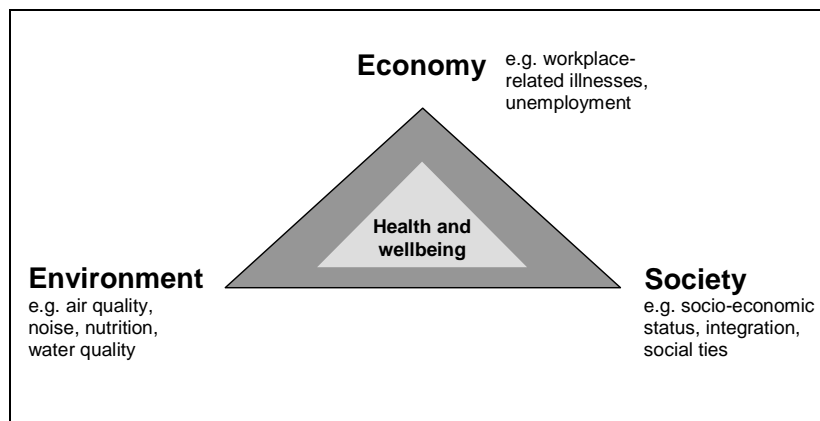 Economy
e.g. workplace-
related illnesses,
unemployment
Health and
wellbeing
Environment
e.g. air quality,
noise, nutrition,
water quality
Society
e.g. socio-economic
status, integration,
social ties